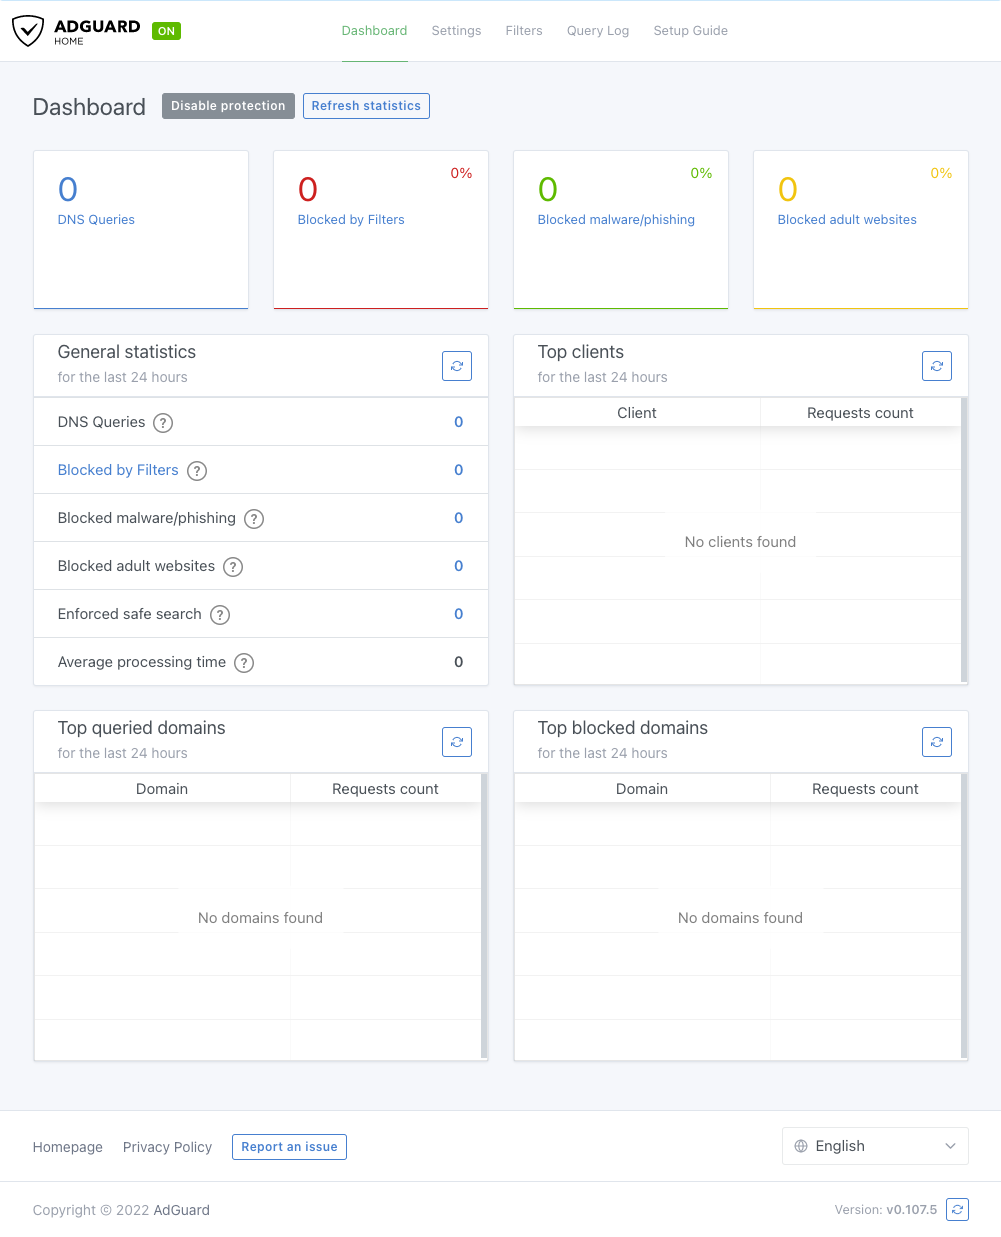 ADGUARD
HOME
ON
Dashboard Settings Filters Query Log Setup Guide
Dashboard Disable protection Refresh statistics
0
DNS Queries
0%
0
Blocked by Filters
0%
0
Blocked malware/phishing
0%
0
Blocked adult websites
General statistics
for the last 24 hours
DNS Queries ? 0
Blocked by Filters ? 0
Blocked malware/phishing ? 0
Blocked adult websites ? 0
Enforced safe search ? 0
Average processing time ? 0
Top clients
for the last 24 hours
Client Requests count
No clients found
Top queried domains
for the last 24 hours
Domain Requests count
No domains found
Top blocked domains
for the last 24 hours
Domain Requests count
No domains found
Homepage Privacy Policy Report an issue English
Copyright © 2022 AdGuard Version: v0.107.5